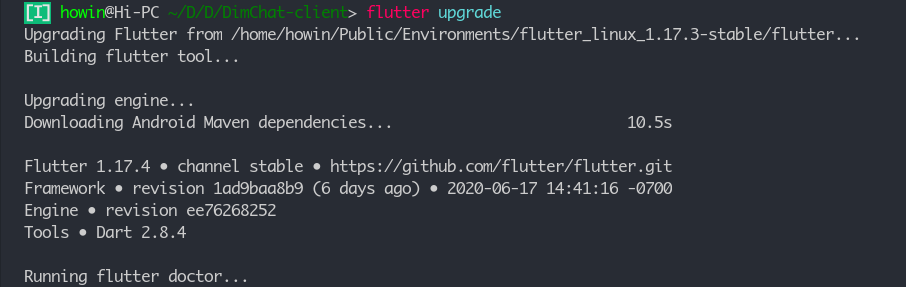 [I] howin@Hi-PC ~/D/D/DimChat-client> flutter upgrade
Upgrading Flutter from /home/howin/Public/Environments/flutter_linux_1.17.3-stable/flutter...
Building flutter tool...
Upgrading engine...
Downloading Android Maven dependencies... 10.5s
Flutter 1.17.4 • channel stable • https://github.com/flutter/flutter.git
Framework • revision 1ad9baa8b9 (6 days ago) • 2020-06-17 14:41:16 -0700
Engine • revision ee76268252
Tools • Dart 2.8.4
Running flutter doctor...